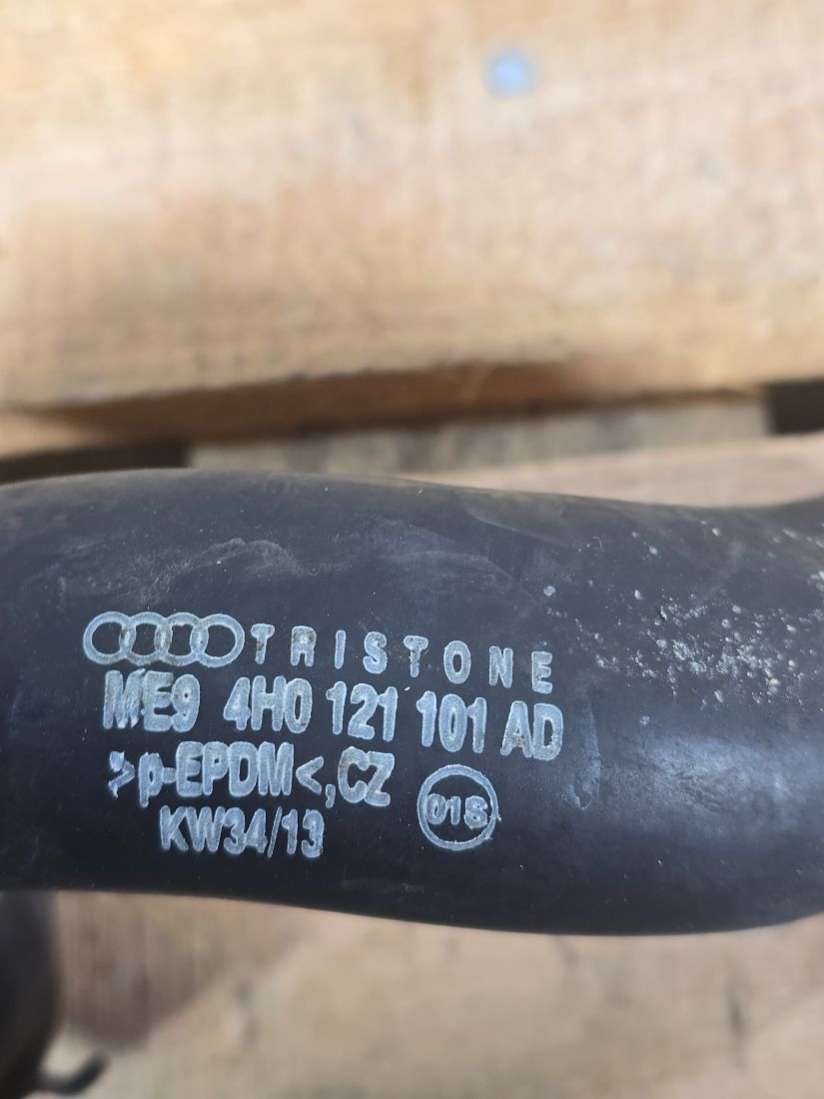 TRISTONE
ME9 4H0 121 101 AD
>p-EPDM<,CZ
01S
KW34/13